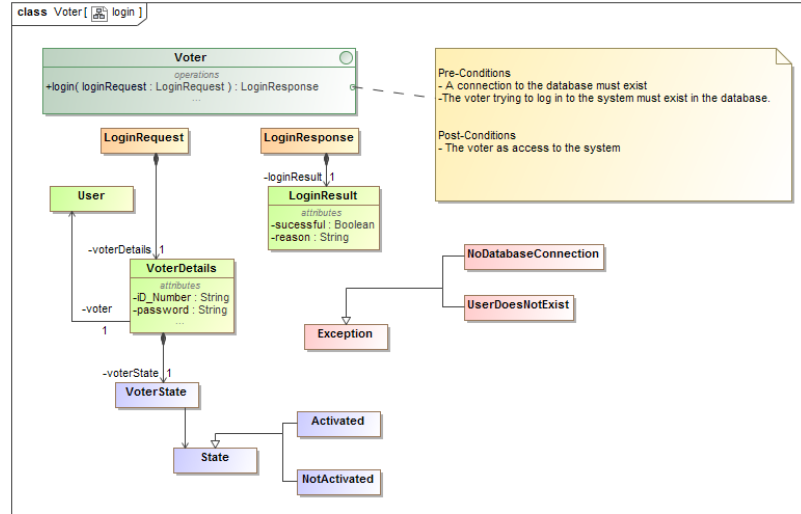 class Voter [ login ]
Voter
operations
+login( loginRequest : LoginRequest ) : LoginResponse
...
Pre-Conditions
- A connection to the database must exist
-The voter trying to log in to the system must exist in the database.
Post-Conditions
- The voter as access to the system
LoginRequest
LoginResponse
-loginResult 1
User
LoginResult
attributes
-sucessful : Boolean
-reason : String
-voterDetails 1
VoterDetails
attributes
-iD_Number : String
-password : String
...
-voter
1
NoDatabaseConnection
UserDoesNotExist
Exception
-voterState 1
VoterState
Activated
State
NotActivated